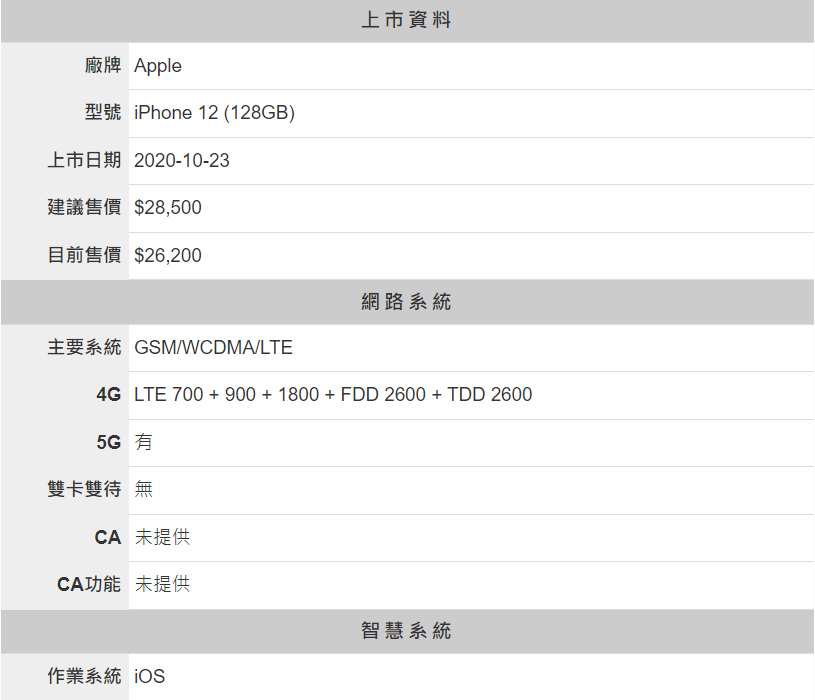 上市資料
廠牌 Apple
型號 iPhone 12 (128GB)
上市日期 2020-10-23
建議售價 $28,500
目前售價 $26,200
網路系統
主要系統 GSM/WCDMA/LTE
4G LTE 700 + 900 + 1800 + FDD 2600 + TDD 2600
5G 有
雙卡雙待 無
CA 未提供
CA功能 未提供
智慧系統
作業系統 iOS